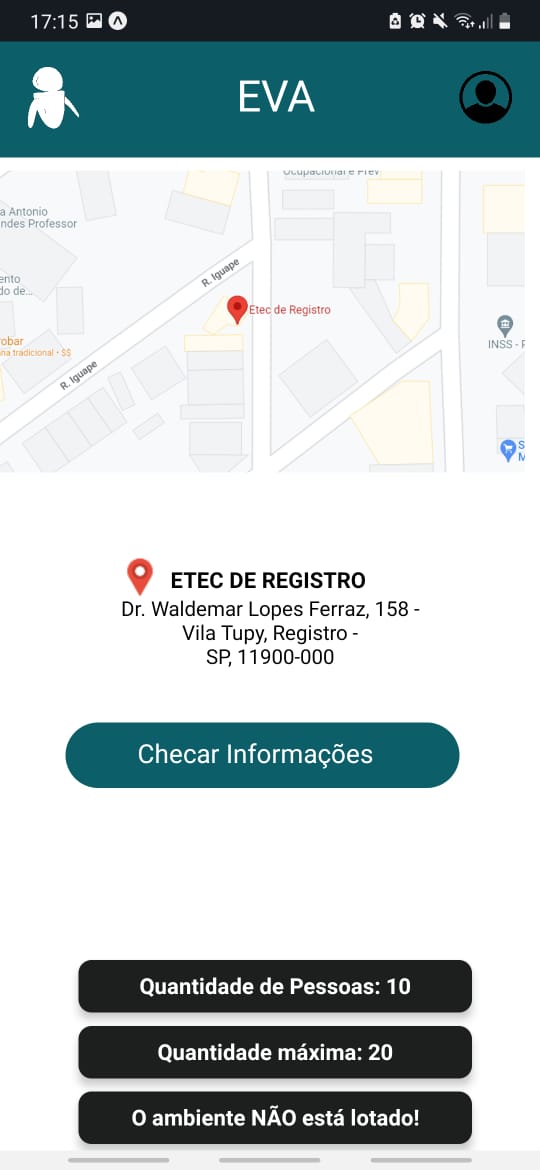 17:15
EVA
Ocupacional e Prev
a Antonio
ndes Professor
R. Iguape
ento
do de...
Etec de Registro
robar
na tradicional • $$
INSS - F
R. Iguape
S
M
ETEC DE REGISTRO
Dr. Waldemar Lopes Ferraz, 158 -
Vila Tupy, Registro -
SP, 11900-000
Checar Informações
Quantidade de Pessoas: 10
Quantidade máxima: 20
O ambiente NÃO está lotado!